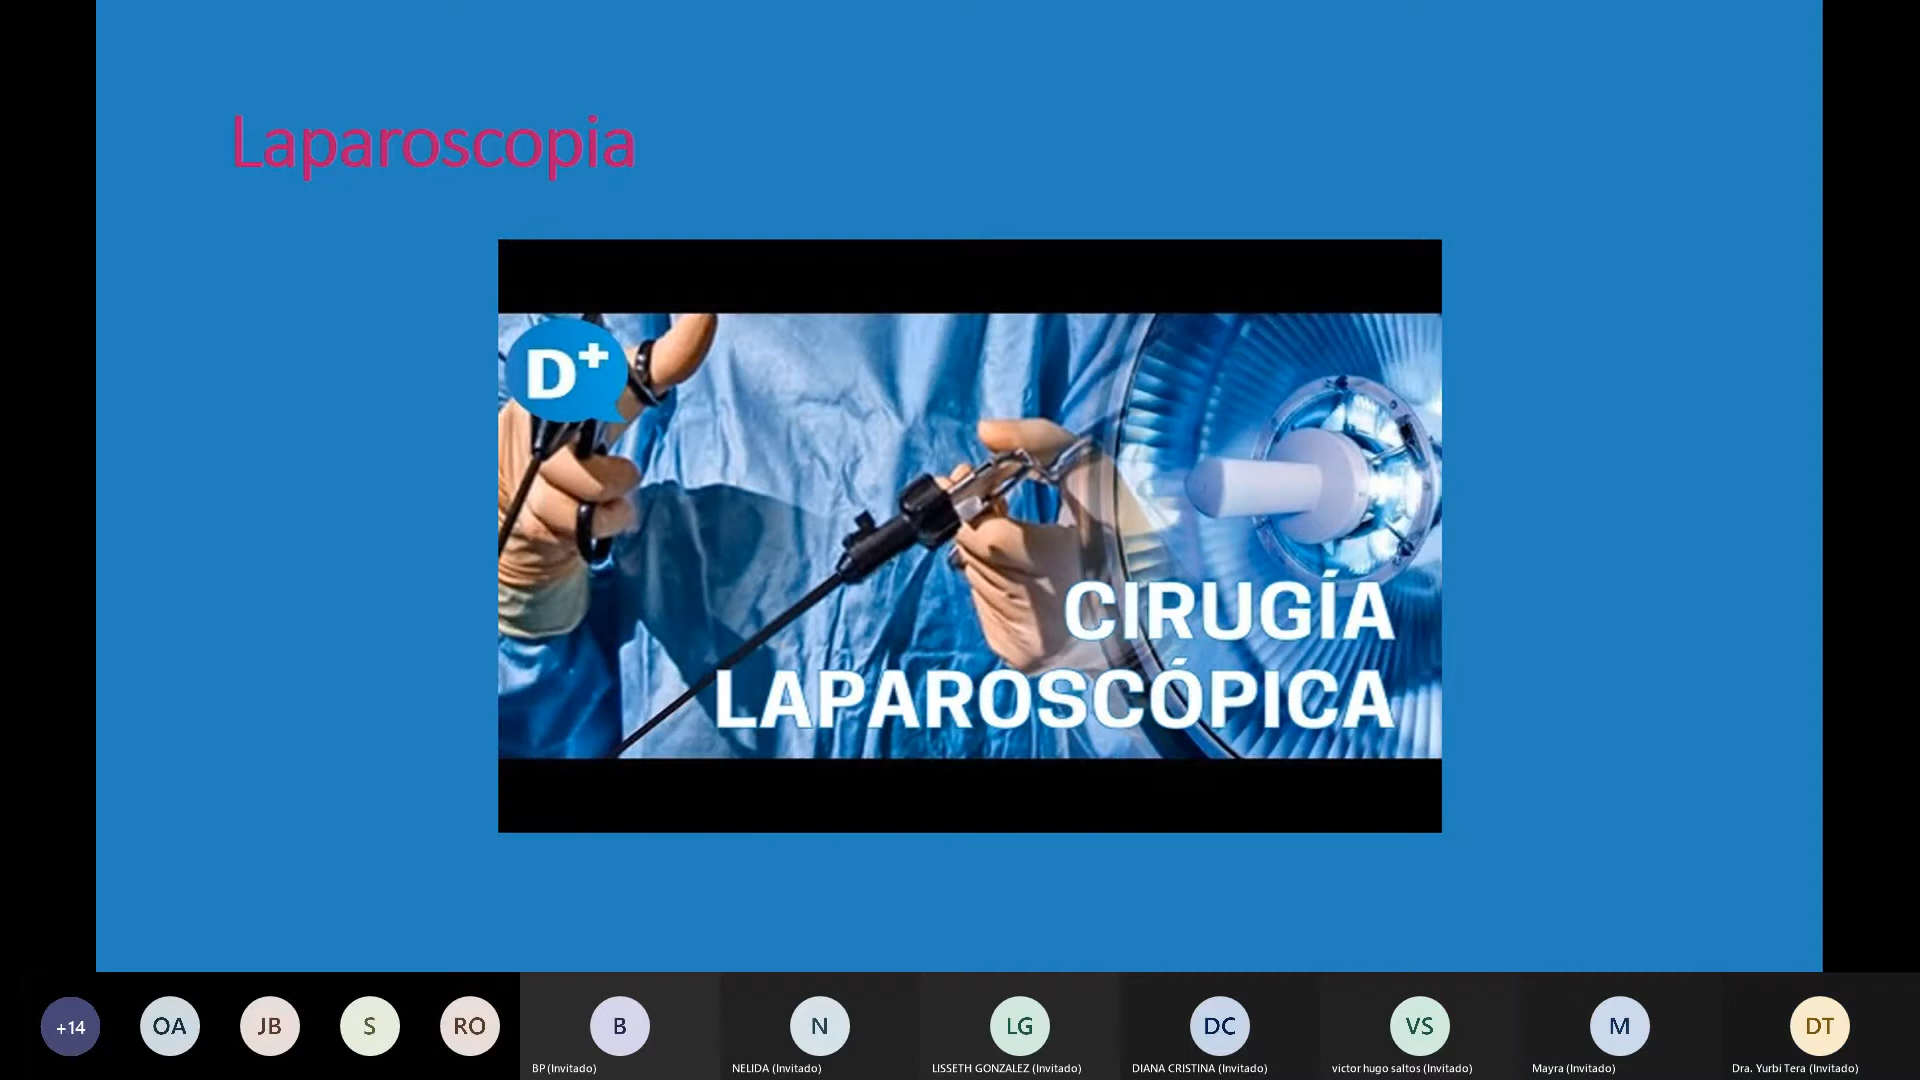 Laparoscopia
D+
CIRUGÍA
LAPAROSCÓPICA
+14
OA
JB
S
RO
B
N
LG
DC
VS
M
DT
BP (Invitado)
NELIDA (Invitado)
LISSETH GONZALEZ (Invitado)
DIANA CRISTINA (Invitado)
victor hugo saltos (Invitado)
Mayra (Invitado)
Dra. Yurbi Tera (Invitado)